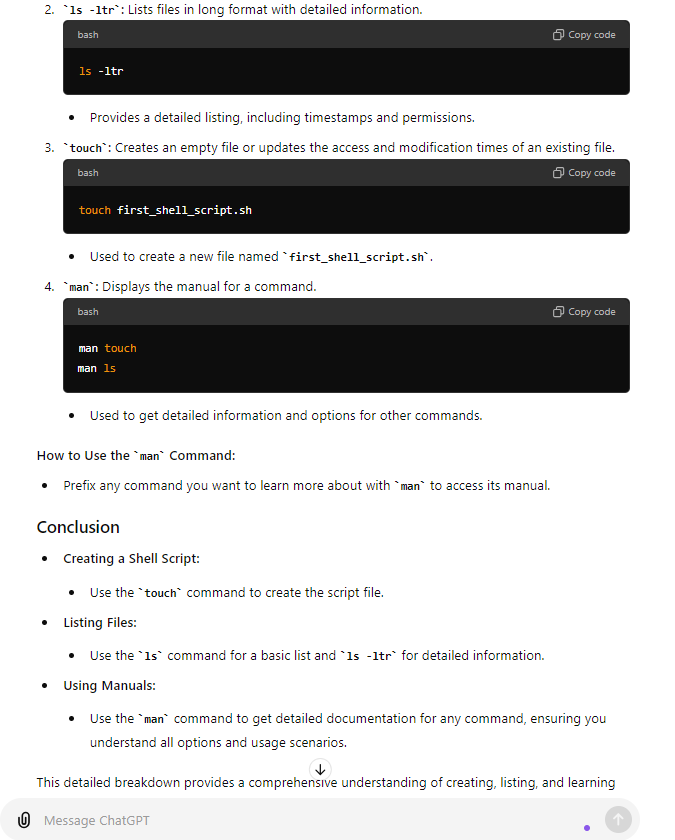 2. `ls -ltr`: Lists files in long format with detailed information.
bash Copy code
ls -ltr
• Provides a detailed listing, including timestamps and permissions.
3. `touch`: Creates an empty file or updates the access and modification times of an existing file.
bash Copy code
touch first_shell_script.sh
• Used to create a new file named `first_shell_script.sh`.
4. `man`: Displays the manual for a command.
bash Copy code
man touch
man ls
• Used to get detailed information and options for other commands.
How to Use the `man` Command:
• Prefix any command you want to learn more about with `man` to access its manual.
Conclusion
• Creating a Shell Script:
• Use the `touch` command to create the script file.
• Listing Files:
• Use the `ls` command for a basic list and `ls -ltr` for detailed information.
• Using Manuals:
• Use the `man` command to get detailed documentation for any command, ensuring you
understand all options and usage scenarios.
This detailed breakdown provides a comprehensive understanding of creating, listing, and learning
Message ChatGPT